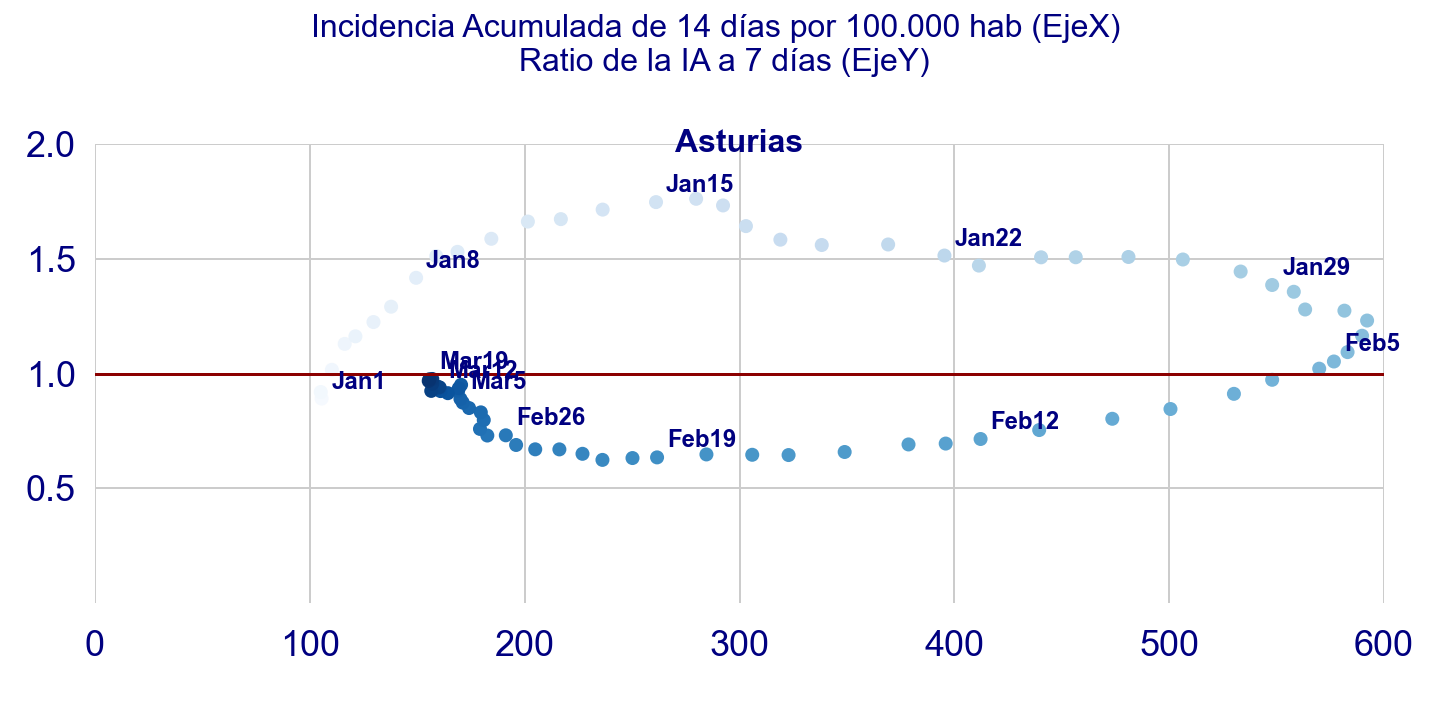 Incidencia Acumulada de 14 días por 100.000 hab (EjeX)
Ratio de la IA a 7 días (EjeY)
Asturias
2.0
Jan15
Jan22
1.5
Jan8
Jan29
Feb5
1.0
Mar19
Mar12
Jan1
Mar5
Feb26
Feb12
Feb19
0.5
0 100 200 300 400 500 600